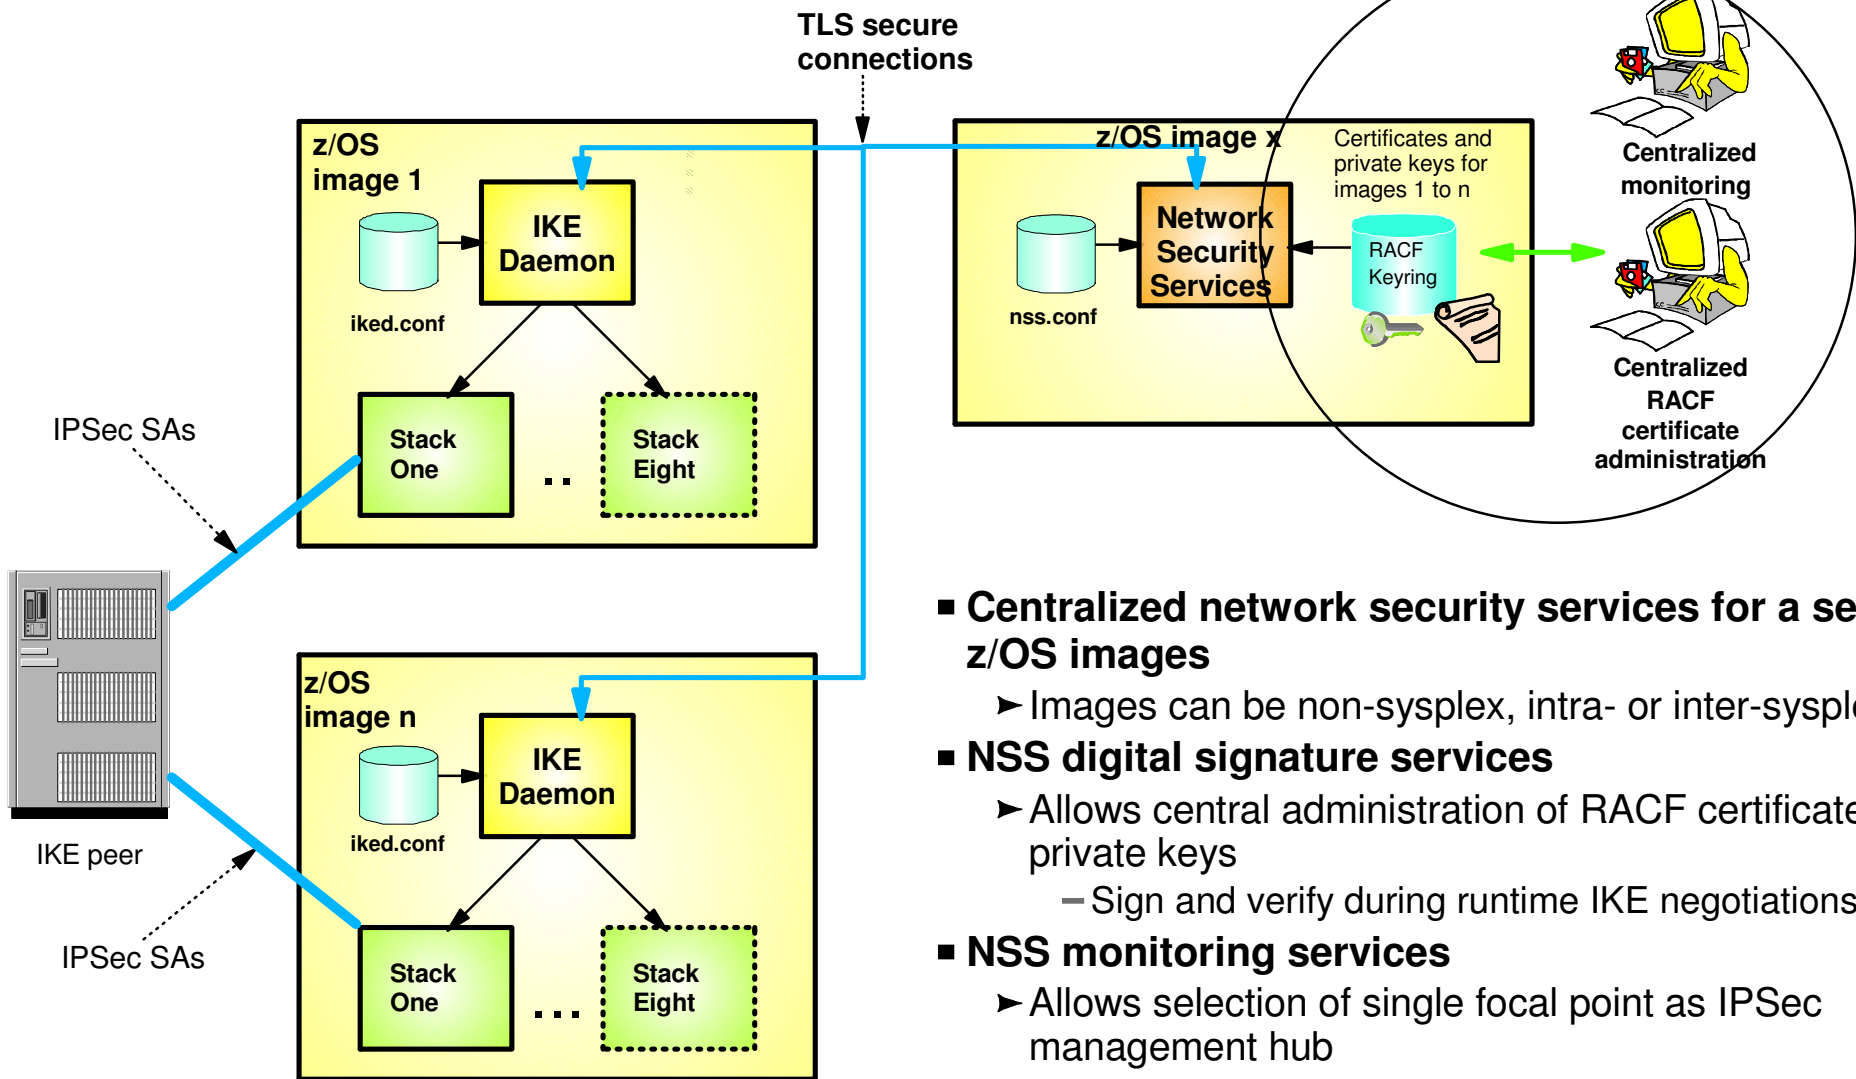 TLS secure
connections
z/OS
image 1
IKE
Daemon
iked.conf
Stack
One
..
Stack
Eight
IPSec SAs
z/OS image x
Certificates and
private keys for
images 1 to n
Network
Security
Services
nss.conf
RACF
Keyring
Centralized
monitoring
Centralized
RACF
certificate
administration
IKE peer
IPSec SAs
z/OS
image n
IKE
Daemon
iked.conf
Stack
One
...
Stack
Eight
■ Centralized network security services for a se
z/OS images
➤ Images can be non-sysplex, intra- or inter-sysple
■ NSS digital signature services
➤ Allows central administration of RACF certificate
private keys
– Sign and verify during runtime IKE negotiations
■ NSS monitoring services
➤ Allows selection of single focal point as IPSec
management hub